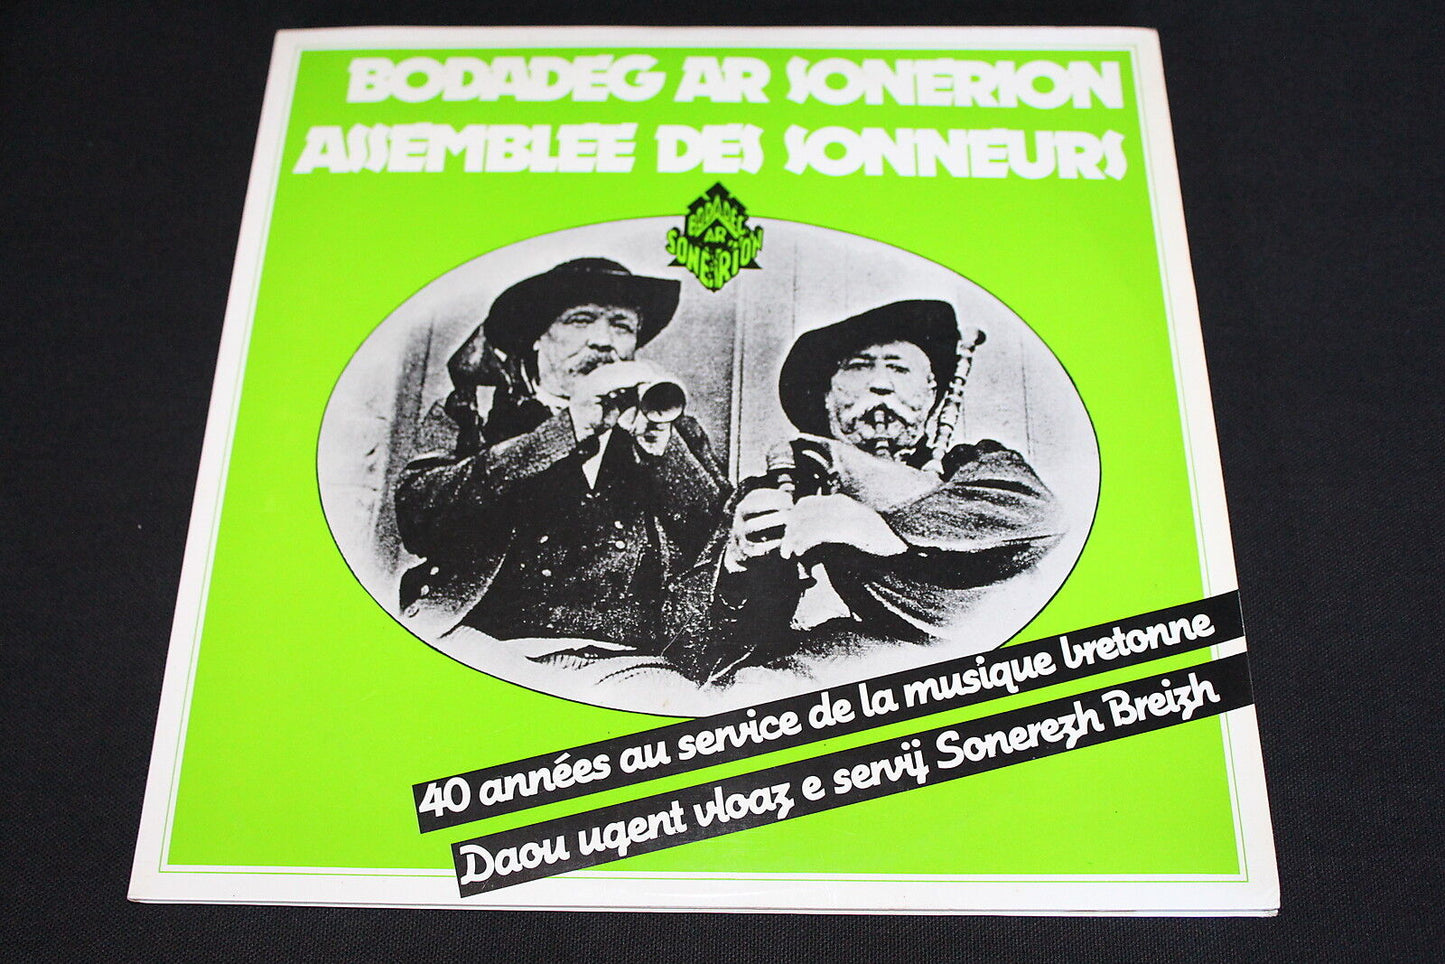 BODADEG AR SONERION
ASSEMBLÉE DES SONNEURS
BODADEG
AR
SONERION
40 années au service de la musique bretonne
Daou ugent vloaz e servij Sonerezh Breizh